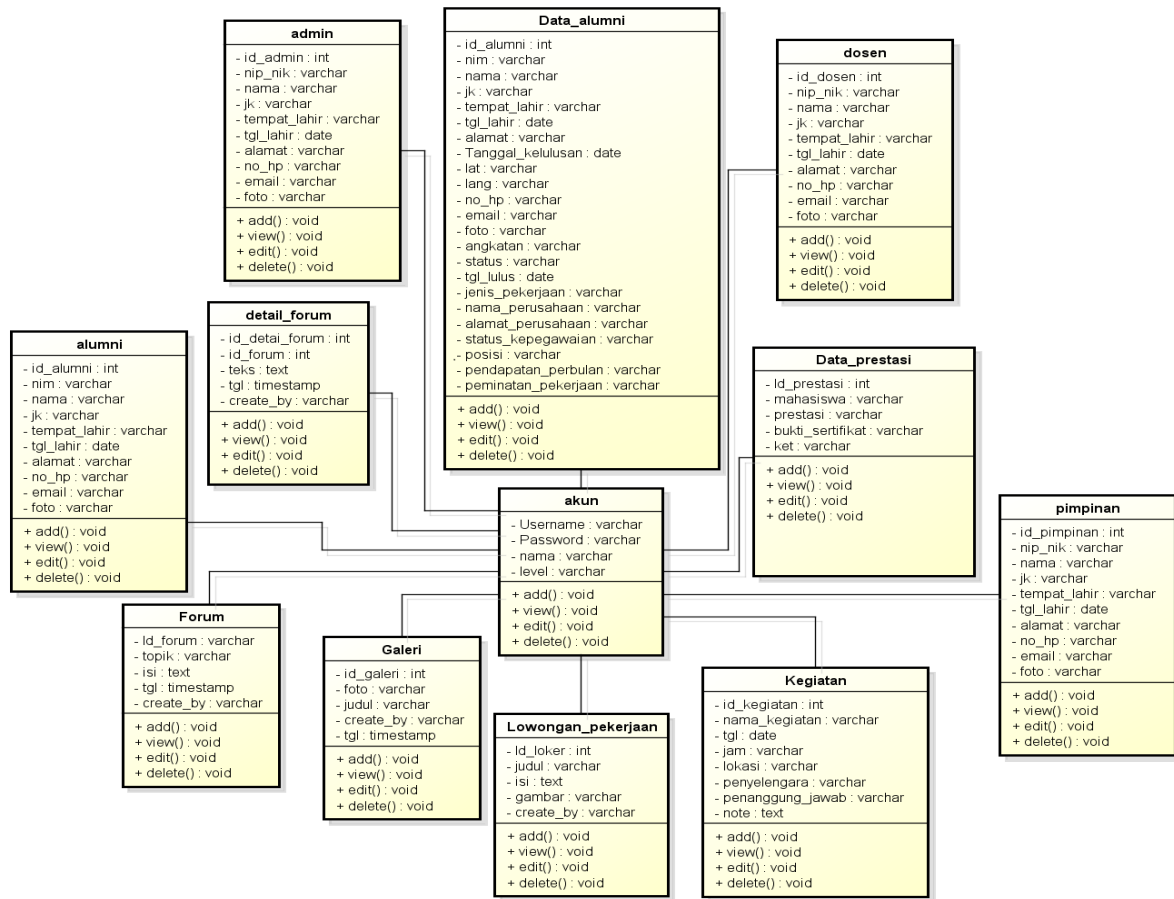 admin
- id_admin : int
- nip_nik : varchar
- nama : varchar
- jk : varchar
- tempat_lahir : varchar
- tgl_lahir : date
- alamat : varchar
- no_hp : varchar
- email : varchar
- foto : varchar
+ add() : void
+ view() : void
+ edit() : void
+ delete() : void
Data_alumni
- id_alumni : int
- nim : varchar
- nama : varchar
- jk : varchar
- tempat_lahir : varchar
- tgl_lahir : date
- alamat : varchar
- Tanggal_kelulusan : date
- lat : varchar
- lang : varchar
- no_hp : varchar
- email : varchar
- foto : varchar
- angkatan : varchar
- status : varchar
- tgl_lulus : date
- jenis_pekerjaan : varchar
- nama_perusahaan : varchar
- alamat_perusahaan : varchar
- status_kepegawaian : varchar
- posisi : varchar
- pendapatan_perbulan : varchar
- peminatan_pekerjaan : varchar
+ add() : void
+ view() : void
+ edit() : void
+ delete() : void
dosen
- id_dosen : int
- nip_nik : varchar
- nama : varchar
- jk : varchar
- tempat_lahir : varchar
- tgl_lahir : date
- alamat : varchar
- no_hp : varchar
- email : varchar
- foto : varchar
+ add() : void
+ view() : void
+ edit() : void
+ delete() : void
detail_forum
- id_detai_forum : int
- id_forum : int
- teks : text
- tgl : timestamp
- create_by : varchar
+ add() : void
+ view() : void
+ edit() : void
+ delete() : void
alumni
- id_alumni : int
- nim : varchar
- nama : varchar
- jk : varchar
- tempat_lahir : varchar
- tgl_lahir : date
- alamat : varchar
- no_hp : varchar
- email : varchar
- foto : varchar
+ add() : void
+ view() : void
+ edit() : void
+ delete() : void
Data_prestasi
- Id_prestasi : int
- mahasiswa : varchar
- prestasi : varchar
- bukti_sertifikat : varchar
- ket : varchar
+ add() : void
+ view() : void
+ edit() : void
+ delete() : void
akun
- Username : varchar
- Password : varchar
- nama : varchar
- level : varchar
+ add() : void
+ view() : void
+ edit() : void
+ delete() : void
pimpinan
- id_pimpinan : int
- nip_nik : varchar
- nama : varchar
- jk : varchar
- tempat_lahir : varchar
- tgl_lahir : date
- alamat : varchar
- no_hp : varchar
- email : varchar
- foto : varchar
+ add() : void
+ view() : void
+ edit() : void
+ delete() : void
Forum
- Id_forum : varchar
- topik : varchar
- isi : text
- tgl : timestamp
- create_by : varchar
+ add() : void
+ view() : void
+ edit() : void
+ delete() : void
Galeri
- id_galeri : int
- foto : varchar
- judul : varchar
- create_by : varchar
- tgl : timestamp
+ add() : void
+ view() : void
+ edit() : void
+ delete() : void
Lowongan_pekerjaan
- Id_loker : int
- judul : varchar
- isi : text
- gambar : varchar
- create_by : varchar
+ add() : void
+ view() : void
+ edit() : void
+ delete() : void
Kegiatan
- id_kegiatan : int
- nama_kegiatan : varchar
- tgl : date
- jam : varchar
- lokasi : varchar
- penyelengara : varchar
- penanggung_jawab : varchar
- note : text
+ add() : void
+ view() : void
+ edit() : void
+ delete() : void